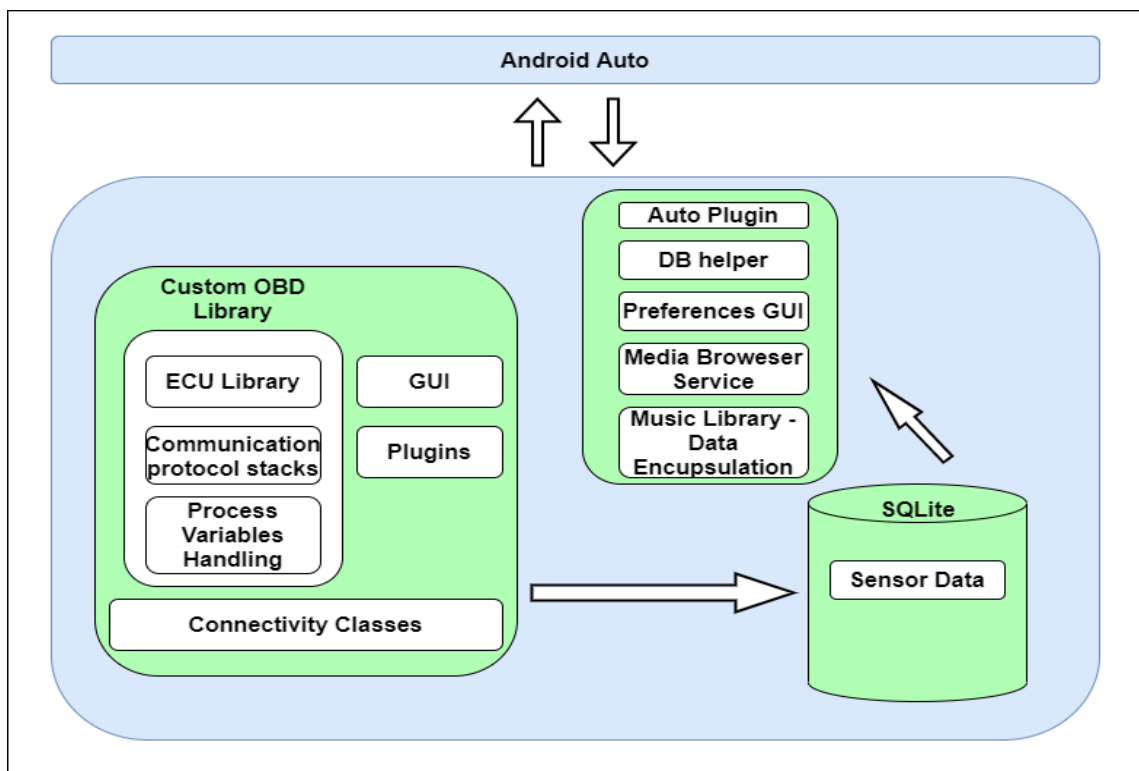 Android Auto
Auto Plugin
DB helper
Preferences GUI
Media Broweser
Service
Music Library -
Data
Encupsulation
Custom OBD
Library
ECU Library
Communication
protocol stacks
Process
Variables
Handling
GUI
Plugins
Connectivity Classes
SQLite
Sensor Data